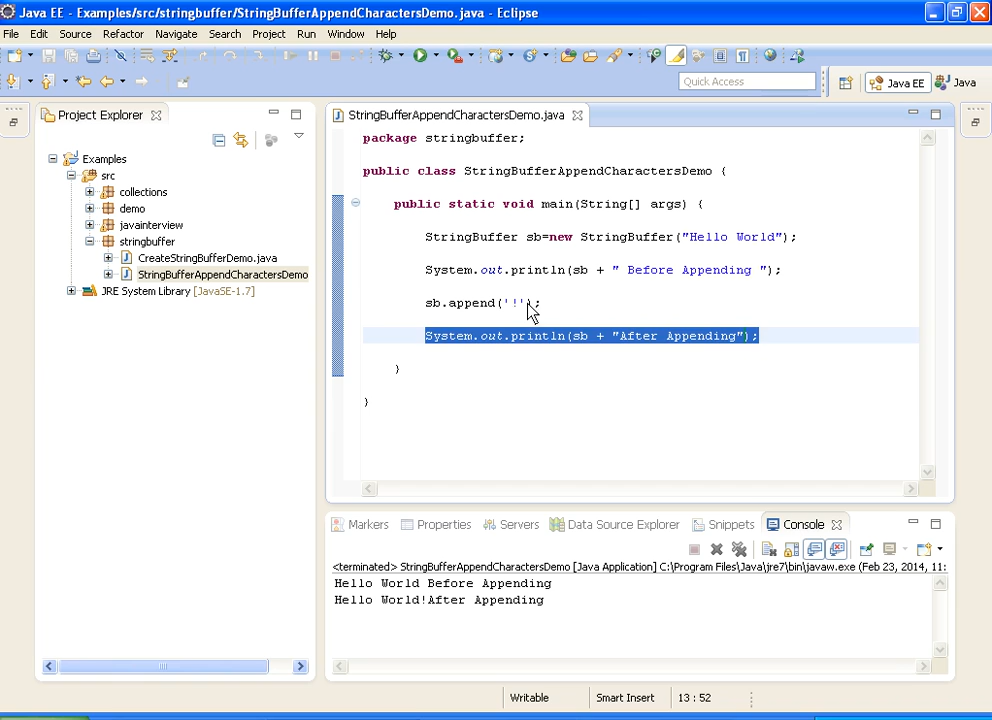 Java EE - Examples/src/stringbuffer/StringBufferAppendCharactersDemo.java - Eclipse
File Edit Source Refactor Navigate Search Project Run Window Help
Quick Access
Java EE
Java
Project Explorer
Examples
src
collections
demo
javainterview
stringbuffer
CreateStringBufferDemo.java
StringBufferAppendCharactersDemo
JRE System Library [JavaSE-1.7]
StringBufferAppendCharactersDemo.java
package stringbuffer;
public class StringBufferAppendCharactersDemo {
public static void main(String[] args) {
StringBuffer sb=new StringBuffer("Hello World");
System.out.println(sb + " Before Appending ");
sb.append('!');
System.out.println(sb + "After Appending");
}
}
Markers Properties Servers Data Source Explorer Snippets Console
<terminated> StringBufferAppendCharactersDemo [Java Application] C:\Program Files\Java\jre7\bin\javaw.exe (Feb 23, 2014, 11:
Hello World Before Appending
Hello World!After Appending
Writable Smart Insert 13 : 52